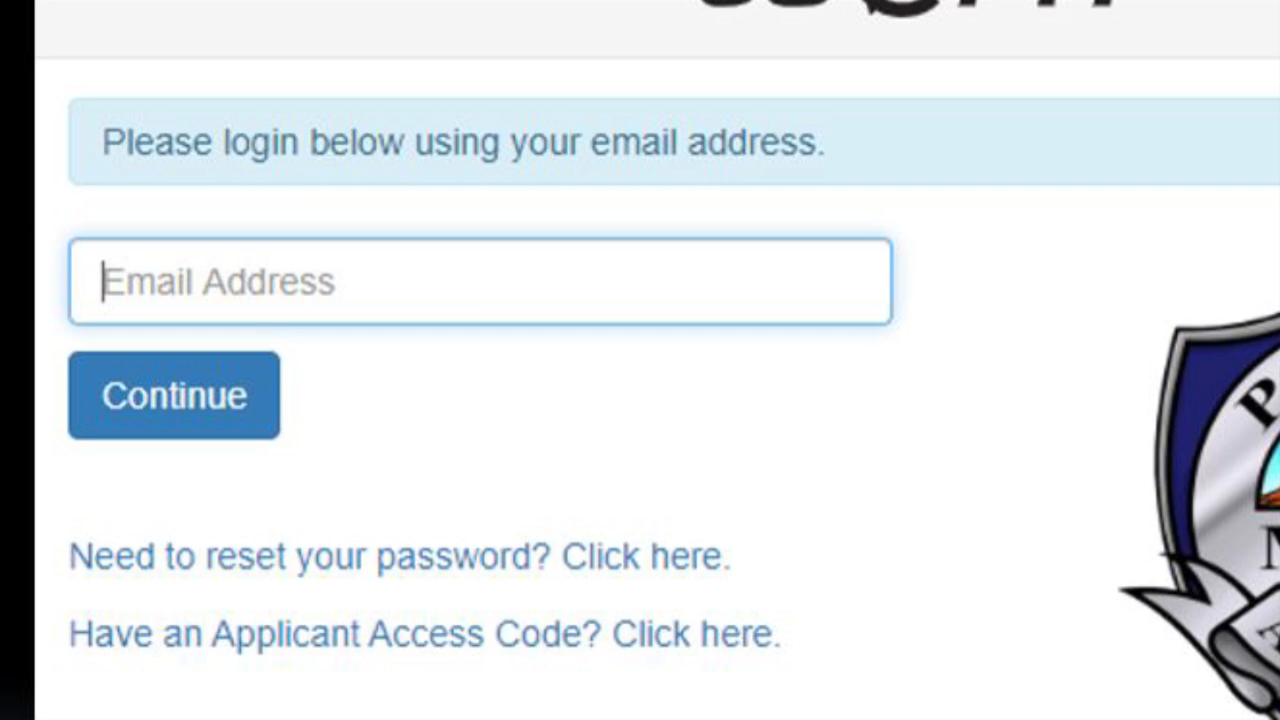 Please login below using your email address.
Email Address
Continue
Need to reset your password? Click here.
Have an Applicant Access Code? Click here.